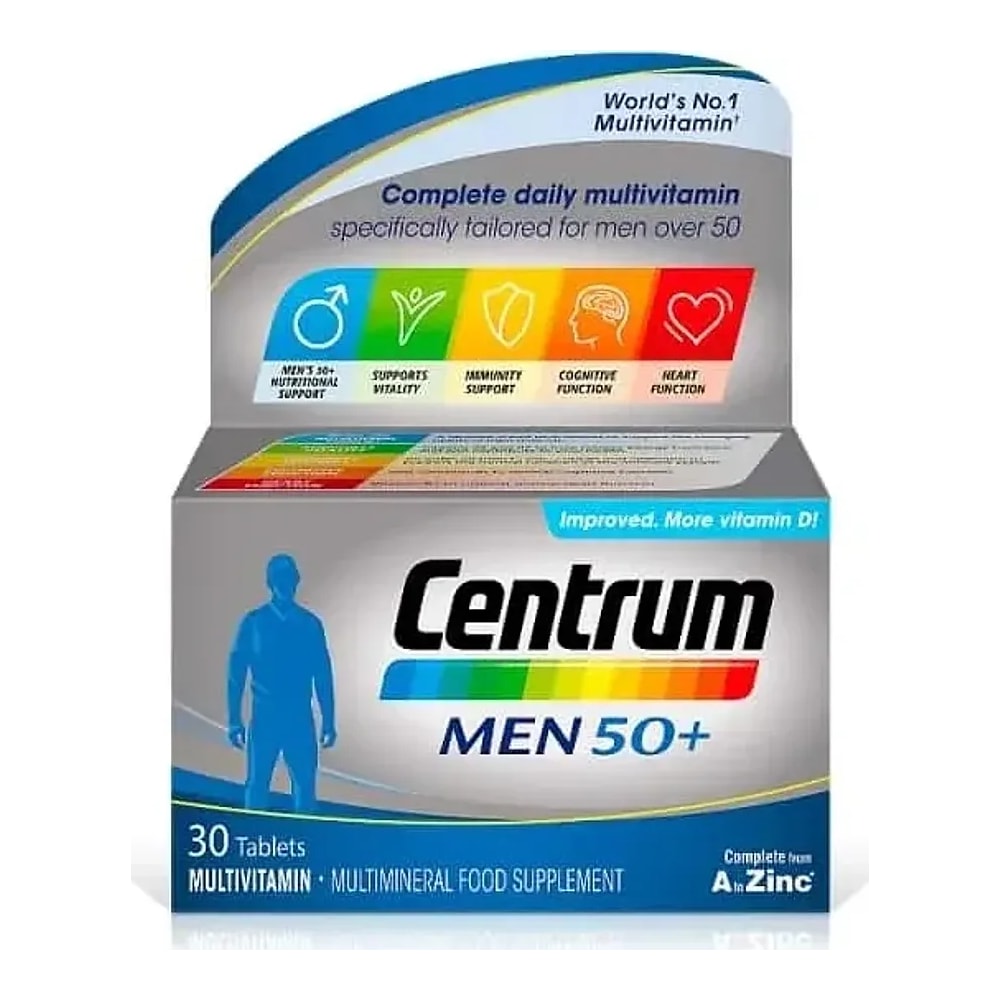 World's No.1
Multivitamin†
Complete daily multivitamin
specifically tailored for men over 50
MEN'S 50+
NUTRITIONAL
SUPPORT
SUPPORTS
VITALITY
IMMUNITY
SUPPORT
COGNITIVE
FUNCTION
HEART
FUNCTION
Improved. More vitamin D!
Centrum
MEN 50+
30 Tablets
MULTIVITAMIN • MULTIMINERAL FOOD SUPPLEMENT
Complete from
A to Zinc*